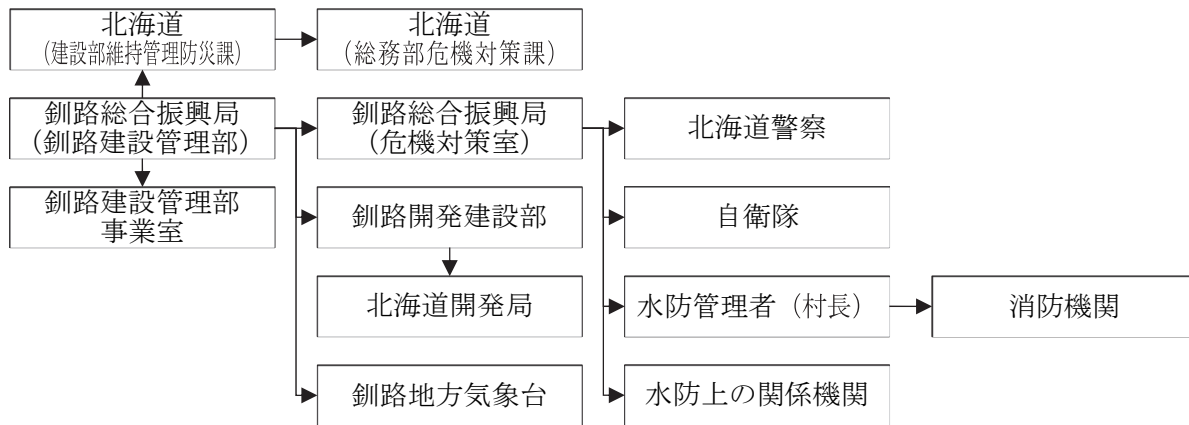 北海道
（建設部維持管理防災課）
北海道
（総務部危機対策課）
釧路総合振興局
（釧路建設管理部）
釧路総合振興局
（危機対策室）
北海道警察
釧路建設管理部
事業室
釧路開発建設部
自衛隊
北海道開発局
水防管理者（村長）
消防機関
釧路地方気象台
水防上の関係機関